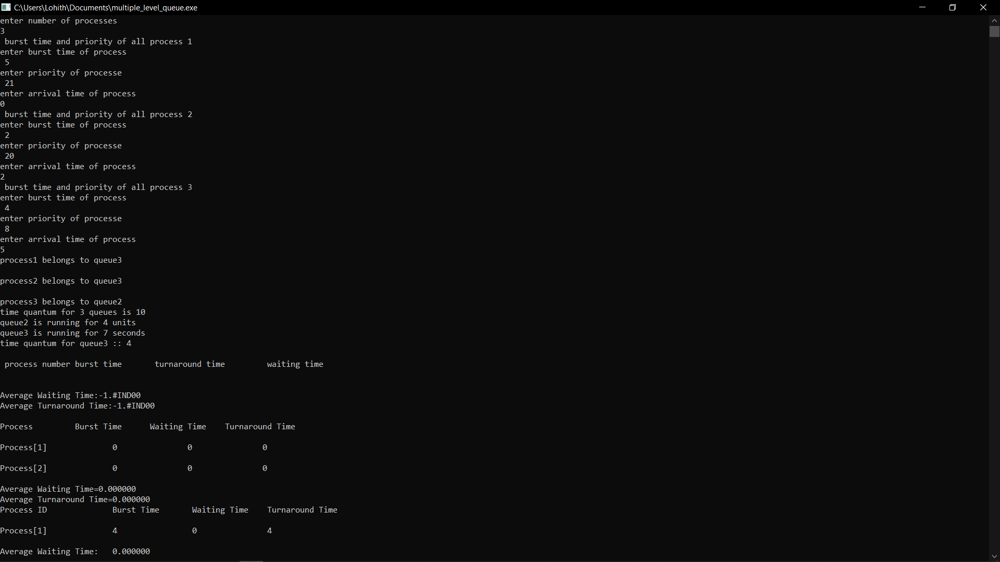 C:\Users\Lohith\Documents\multiple_level_queue.exe
enter number of processes
3
burst time and priority of all process 1
enter burst time of process
5
enter priority of processe
21
enter arrival time of process
0
burst time and priority of all process 2
enter burst time of process
2
enter priority of processe
20
enter arrival time of process
2
burst time and priority of all process 3
enter burst time of process
4
enter priority of processe
8
enter arrival time of process
5
process1 belongs to queue3
process2 belongs to queue3
process3 belongs to queue2
time quantum for 3 queues is 10
queue2 is running for 4 units
queue3 is running for 7 seconds
time quantum for queue3 :: 4
process number burst time turnaround time waiting time
Average Waiting Time:-1.#IND00
Average Turnaround Time:-1.#IND00
Process Burst Time Waiting Time Turnaround Time
Process[1] 0 0 0
Process[2] 0 0 0
Average Waiting Time=0.000000
Average Turnaround Time=0.000000
Process ID Burst Time Waiting Time Turnaround Time
Process[1] 4 0 4
Average Waiting Time: 0.000000